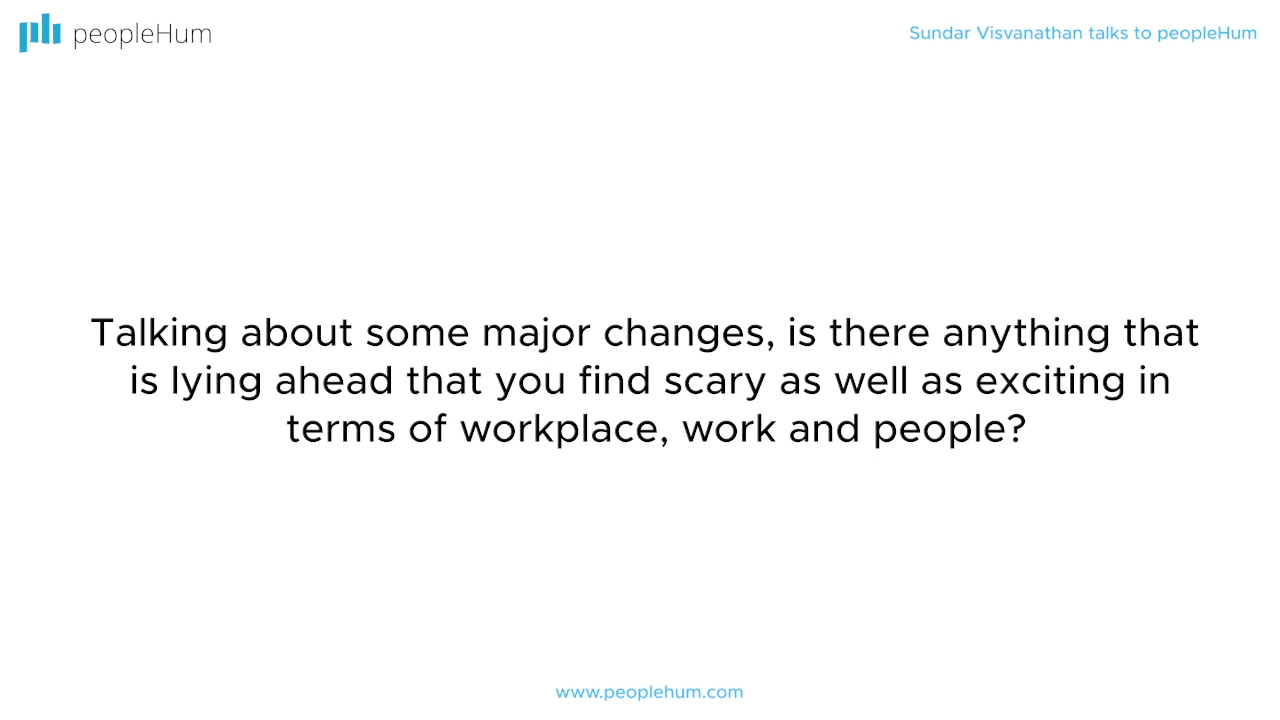 peopleHum
Sundar Visvanathan talks to peopleHum
Talking about some major changes, is there anything that
is lying ahead that you find scary as well as exciting in
terms of workplace, work and people?
www.peoplehum.com